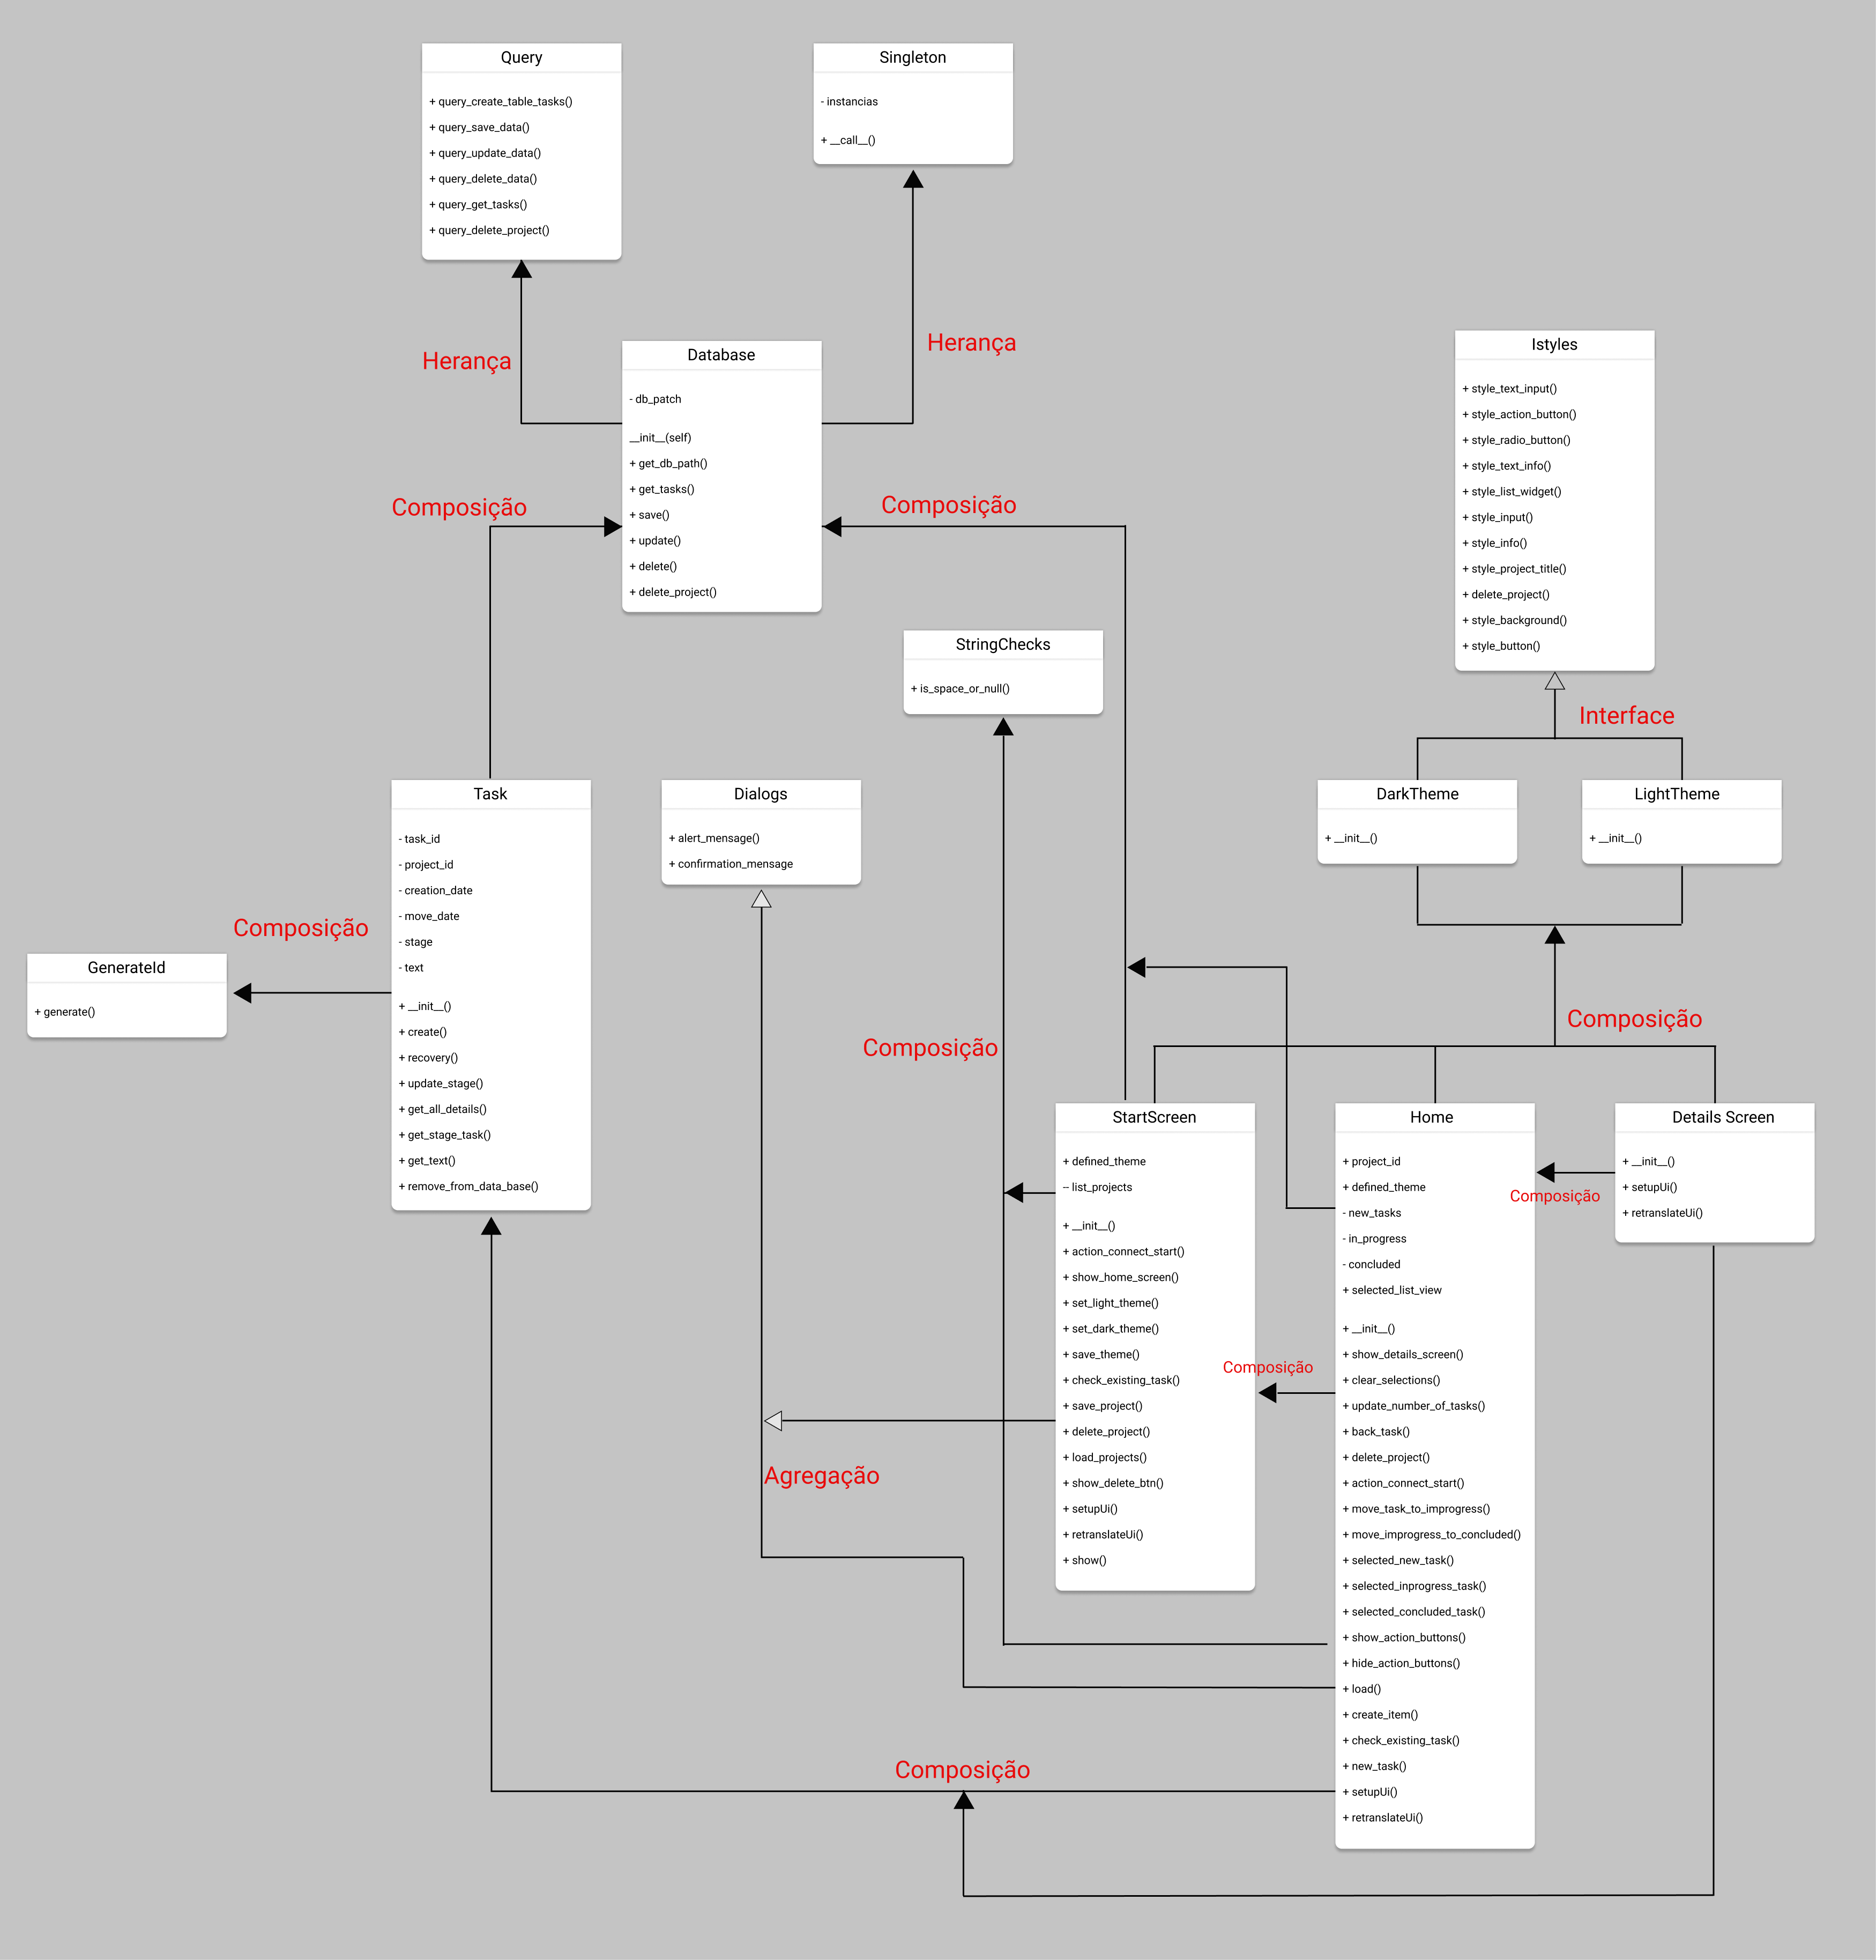 Query
+ query_create_table_tasks()
+ query_save_data()
+ query_update_data()
+ query_delete_data()
+ query_get_tasks()
+ query_delete_project()
Singleton
- instancias
+ __call__()
Herança
Herança
Database
- db_patch
__init__(self)
+ get_db_path()
+ get_tasks()
+ save()
+ update()
+ delete()
+ delete_project()
Istyles
+ style_text_input()
+ style_action_button()
+ style_radio_button()
+ style_text_info()
+ style_list_widget()
+ style_input()
+ style_info()
+ style_project_title()
+ delete_project()
+ style_background()
+ style_button()
Composição
Composição
StringChecks
+ is_space_or_null()
Interface
Task
- task_id
- project_id
- creation_date
- move_date
- stage
- text
+ __init__()
+ create()
+ recovery()
+ update_stage()
+ get_all_details()
+ get_stage_task()
+ get_text()
+ remove_from_data_base()
Dialogs
+ alert_mensage()
+ confirmation_mensage
DarkTheme
+ __init__()
LightTheme
+ __init__()
Composição
GenerateId
+ generate()
Composição
Composição
StartScreen
+ defined_theme
-- list_projects
+ __init__()
+ action_connect_start()
+ show_home_screen()
+ set_light_theme()
+ set_dark_theme()
+ save_theme()
+ check_existing_task()
+ save_project()
+ delete_project()
+ load_projects()
+ show_delete_btn()
+ setupUi()
+ retranslateUi()
+ show()
Home
+ project_id
+ defined_theme
- new_tasks
- in_progress
- concluded
+ selected_list_view
+ __init__()
+ show_details_screen()
+ clear_selections()
+ update_number_of_tasks()
+ back_task()
+ delete_project()
+ action_connect_start()
+ move_task_to_improgress()
+ move_improgress_to_concluded()
+ selected_new_task()
+ selected_inprogress_task()
+ selected_concluded_task()
+ show_action_buttons()
+ hide_action_buttons()
+ load()
+ create_item()
+ check_existing_task()
+ new_task()
+ setupUi()
+ retranslateUi()
Details Screen
+ __init__()
+ setupUi()
+ retranslateUi()
Composição
Composição
Agregação
Composição